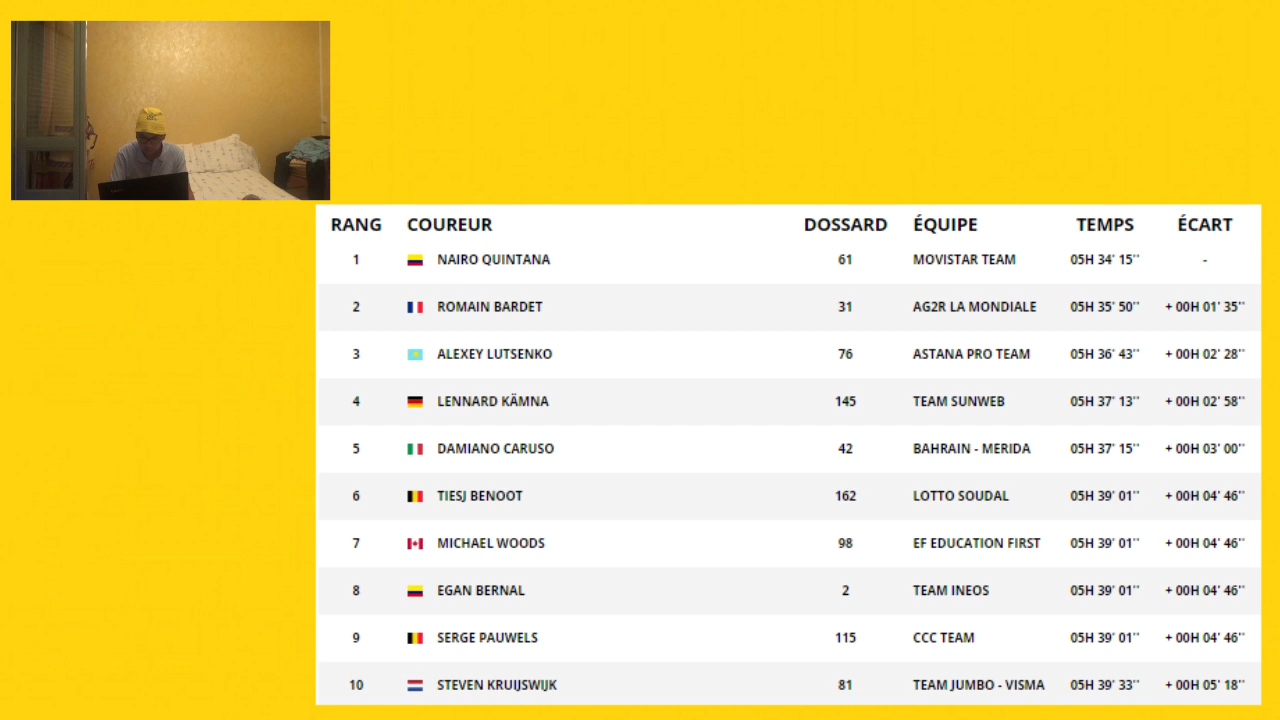 RANG COUREUR DOSSARD ÉQUIPE TEMPS ÉCART
1 NAIRO QUINTANA 61 MOVISTAR TEAM 05H 34' 15'' -
2 ROMAIN BARDET 31 AG2R LA MONDIALE 05H 35' 50'' + 00H 01' 35''
3 ALEXEY LUTSENKO 76 ASTANA PRO TEAM 05H 36' 43'' + 00H 02' 28''
4 LENNARD KÄMNA 145 TEAM SUNWEB 05H 37' 13'' + 00H 02' 58''
5 DAMIANO CARUSO 42 BAHRAIN - MERIDA 05H 37' 15'' + 00H 03' 00''
6 TIESJ BENOOT 162 LOTTO SOUDAL 05H 39' 01'' + 00H 04' 46''
7 MICHAEL WOODS 98 EF EDUCATION FIRST 05H 39' 01'' + 00H 04' 46''
8 EGAN BERNAL 2 TEAM INEOS 05H 39' 01'' + 00H 04' 46''
9 SERGE PAUWELS 115 CCC TEAM 05H 39' 01'' + 00H 04' 46''
10 STEVEN KRUIJSWIJK 81 TEAM JUMBO - VISMA 05H 39' 33'' + 00H 05' 18''